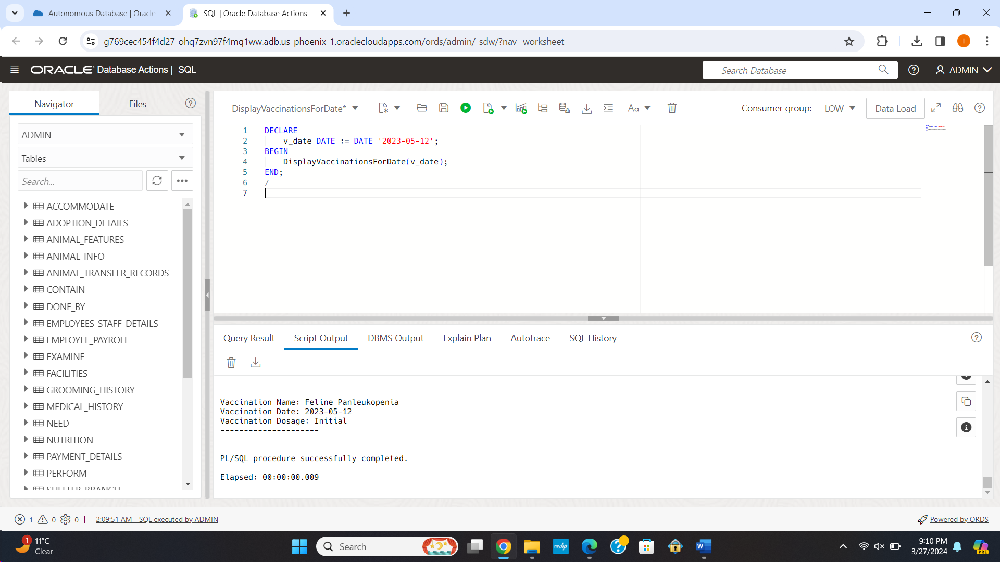 Autonomous Database | Oracle
SQL | Oracle Database Actions
g769cec454f4d27-ohq7zvn97f4mq1ww.adb.us-phoenix-1.oraclecloudapps.com/ords/admin/_sdw/?nav=worksheet
I
ORACLE Database Actions | SQL
Search Database
ADMIN
Navigator
Files
ADMIN
Tables
Search...
ACCOMMODATE
ADOPTION_DETAILS
ANIMAL_FEATURES
ANIMAL_INFO
ANIMAL_TRANSFER_RECORDS
CONTAIN
DONE_BY
EMPLOYEES_STAFF_DETAILS
EMPLOYEE_PAYROLL
EXAMINE
FACILITIES
GROOMING_HISTORY
MEDICAL_HISTORY
NEED
NUTRITION
PAYMENT_DETAILS
PERFORM
SHELTER_BRANCH
DisplayVaccinationsForDate*
Aa
Consumer group: LOW
Data Load
1 DECLARE
2 v_date DATE := DATE '2023-05-12';
3 BEGIN
4 DisplayVaccinationsForDate(v_date);
5 END;
6 /
7
Query Result
Script Output
DBMS Output
Explain Plan
Autotrace
SQL History
Vaccination Name: Feline Panleukopenia
Vaccination Date: 2023-05-12
Vaccination Dosage: Initial
---------------------
PL/SQL procedure successfully completed.
Elapsed: 00:00:00.009
1 0 0 | 2:09:51 AM - SQL executed by ADMIN
Powered by ORDS
1
11°C
Clear
Search
myhp
W
9:10 PM
3/27/2024
PRE